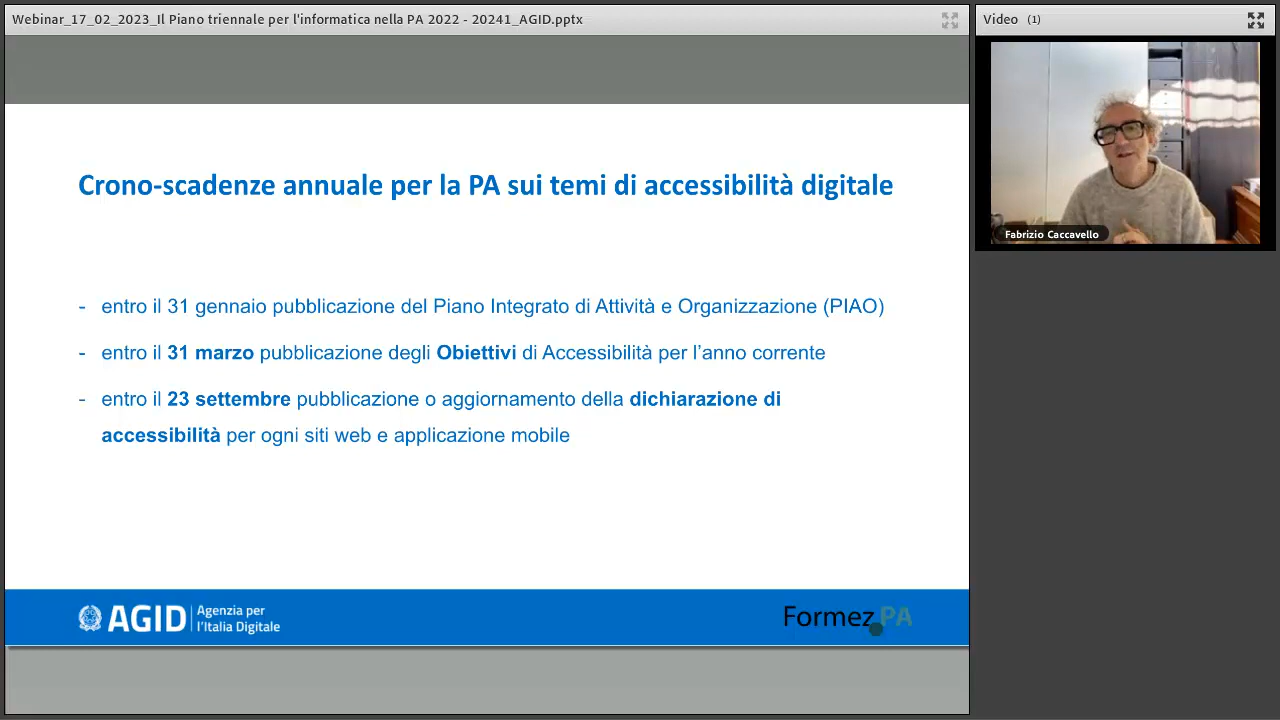 Webinar_17_02_2023_Il Piano triennale per l'informatica nella PA 2022 - 20241_AGID.pptx
Video (1)
Fabrizio Caccavello
Crono-scadenze annuale per la PA sui temi di accessibilità digitale
- entro il 31 gennaio pubblicazione del Piano Integrato di Attività e Organizzazione (PIAO)
- entro il 31 marzo pubblicazione degli Obiettivi di Accessibilità per l’anno corrente
- entro il 23 settembre pubblicazione o aggiornamento della dichiarazione di
accessibilità per ogni siti web e applicazione mobile
AGID
Agenzia per
l’Italia Digitale
Formez PA